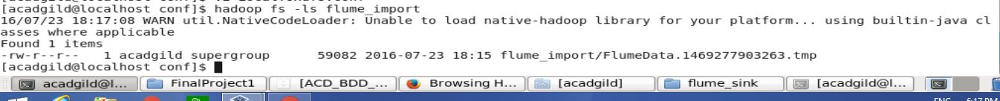 [acadgild@localhost conf]$ hadoop fs -ls flume_import
16/07/23 18:17:08 WARN util.NativeCodeLoader: Unable to load native-hadoop library for your platform... using builtin-java cl
asses where applicable
Found 1 items
-rw-r--r--   1 acadgild supergroup      59082 2016-07-23 18:15 flume_import/FlumeData.1469277903263.tmp
[acadgild@localhost conf]$
acadgild@l... FinalProject1 [ACD_BDD_... Browsing H... [acadgild] flume_sink [acadgild@l...
ENG 6:17 PM